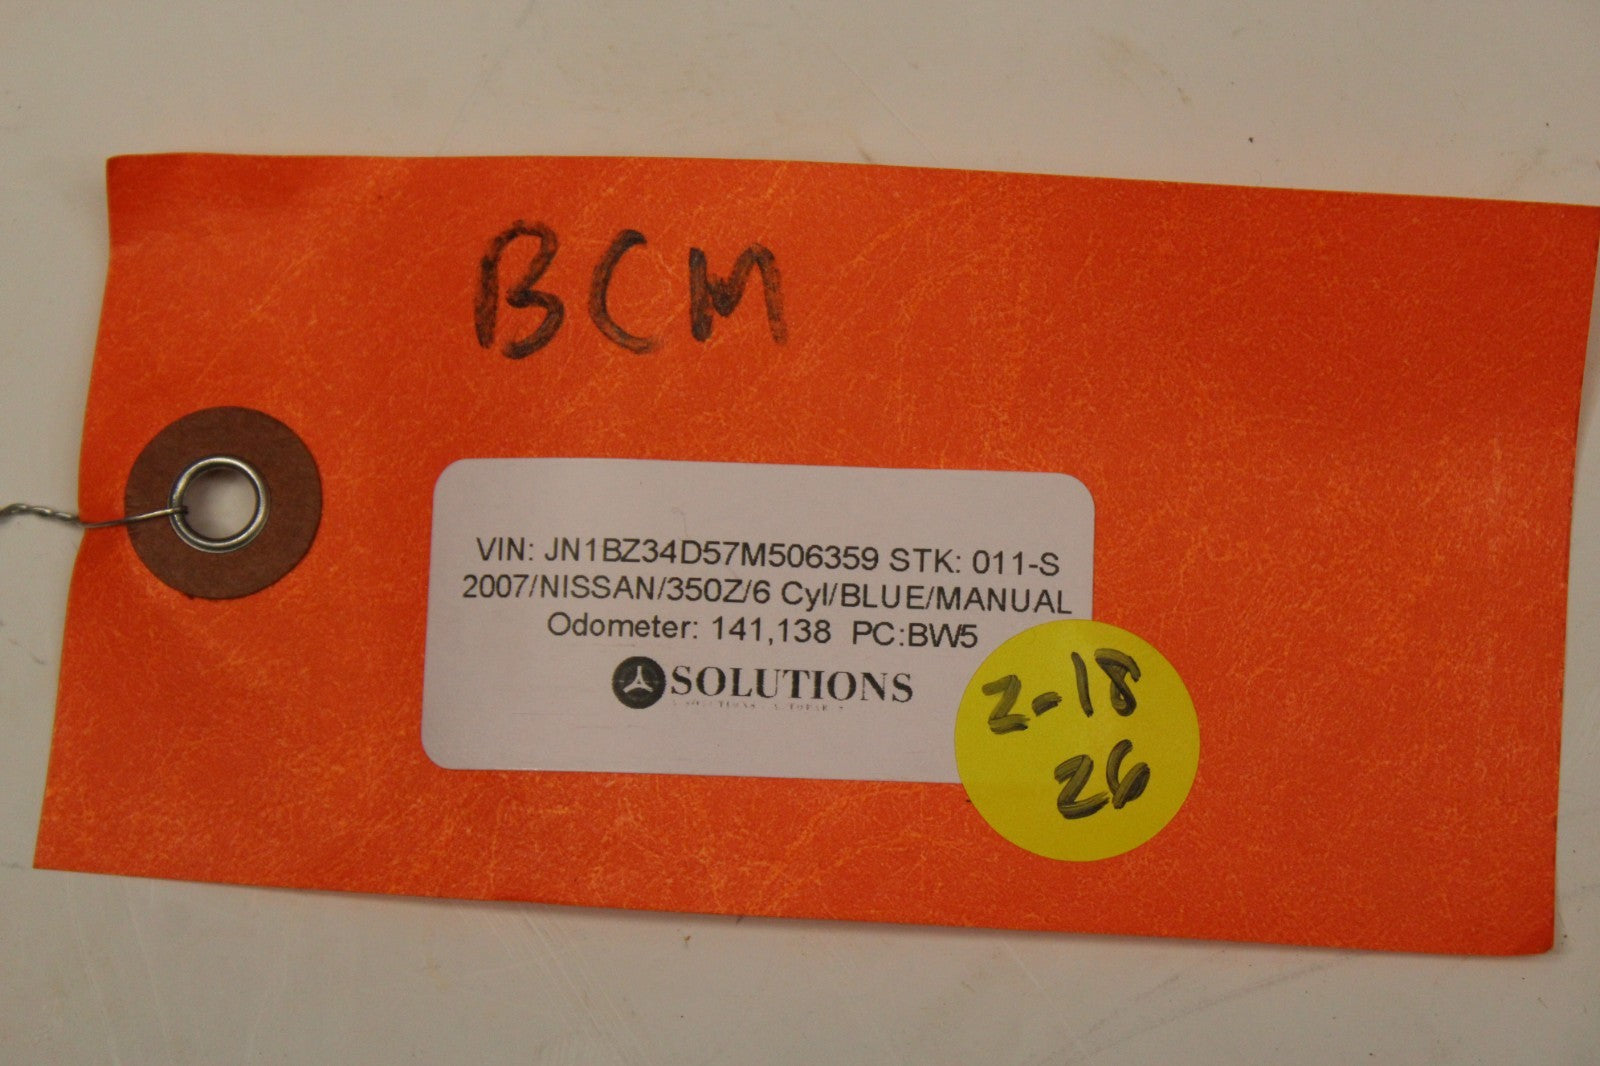 BCM
VIN: JN1BZ34D57M506359 STK: 011-S
2007/NISSAN/350Z/6 Cyl/BLUE/MANUAL
Odometer: 141,138 PC:BW5
SOLUTIONS
Z-18
26